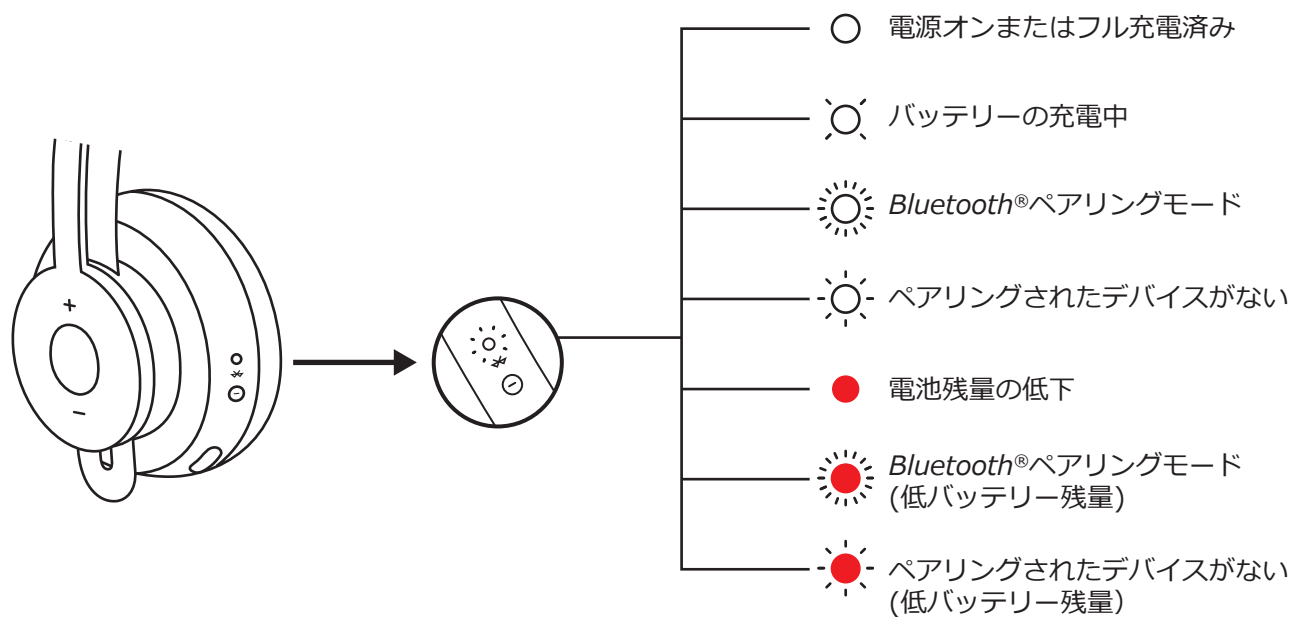 電源オンまたはフル充電済み
バッテリーの充電中
Bluetooth®ペアリングモード
ペアリングされたデバイスがない
電池残量の低下
Bluetooth®ペアリングモード
(低バッテリー残量)
ペアリングされたデバイスがない
(低バッテリー残量）